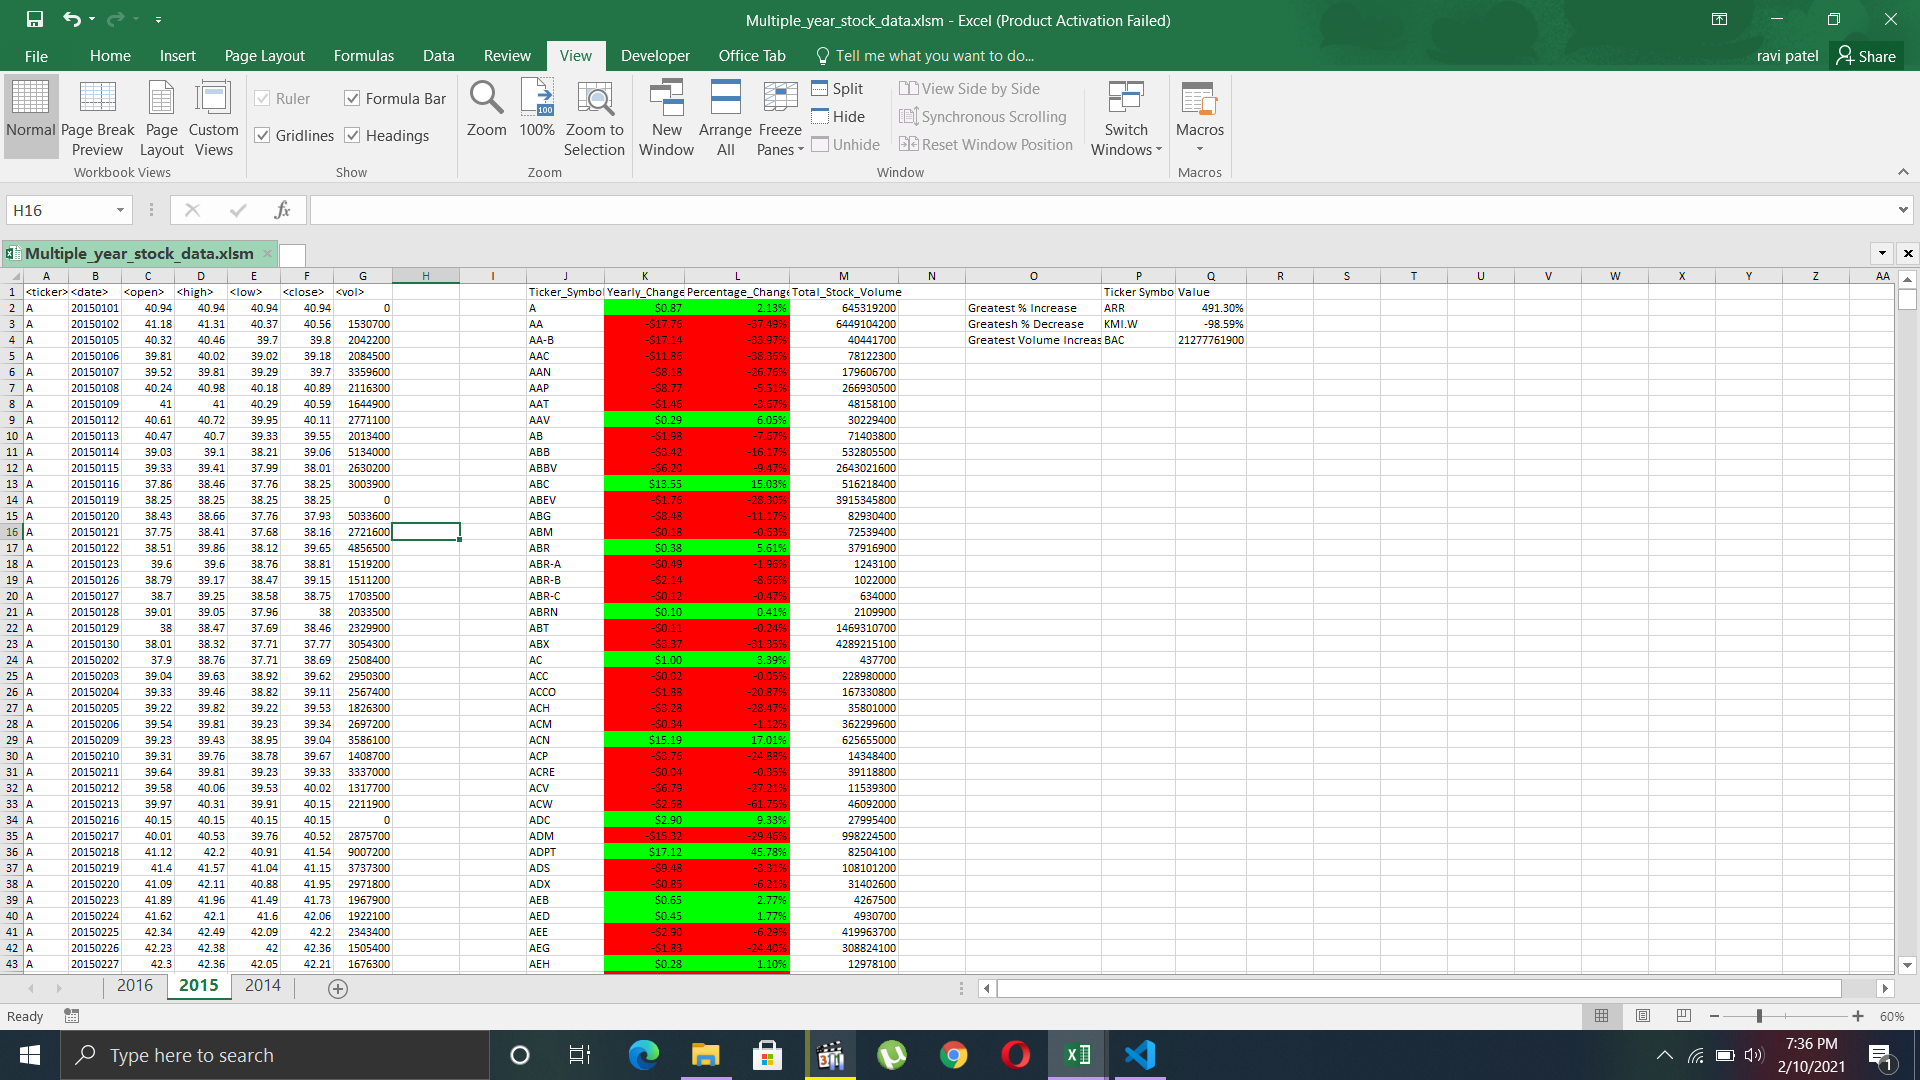 Multiple_year_stock_data.xlsm - Excel (Product Activation Failed)
File Home Insert Page Layout Formulas Data Review View Developer Office Tab Tell me what you want to do... ravi patel Share
Normal Page Break Preview Page Layout Custom Views
Workbook Views
Ruler Formula Bar
Gridlines Headings
Show
Zoom 100% Zoom to Selection
Zoom
New Window Arrange All Freeze Panes
Split
Hide
Unhide
View Side by Side
Synchronous Scrolling
Reset Window Position
Window
Switch Windows
Macros
Macros
H16 fx
Multiple_year_stock_data.xlsm
A B C D E F G H I J K L M N O P Q R S T U V W X Y Z AA
1 <ticker> <date> <open> <high> <low> <close> <vol> Ticker_Symbol Yearly_Change Percentage_Change Total_Stock_Volume Ticker Symbo Value
2 A 20150101 40.94 40.94 40.94 40.94 0 A $0.87 2.13% 645319200 Greatest % Increase ARR 491.30%
3 A 20150102 41.18 41.31 40.37 40.56 1530700 AA -$17.76 -37.49% 6449104200 Greatesh % Decrease KMI.W -98.59%
4 A 20150105 40.32 40.46 39.7 39.8 2042200 AA-B -$17.14 -33.97% 40441700 Greatest Volume Increas BAC 21277761900
5 A 20150106 39.81 40.02 39.02 39.18 2084500 AAC -$11.86 -38.36% 78122300
6 A 20150107 39.52 39.81 39.29 39.7 3359600 AAN -$8.18 -26.76% 179606700
7 A 20150108 40.24 40.98 40.18 40.89 2116300 AAP -$8.77 -5.51% 266930500
8 A 20150109 41 41 40.29 40.59 1644900 AAT -$1.46 -3.67% 48158100
9 A 20150112 40.61 40.72 39.95 40.11 2771100 AAV $0.29 6.05% 30229400
10 A 20150113 40.47 40.7 39.33 39.55 2013400 AB -$1.98 -7.67% 71403800
11 A 20150114 39.03 39.1 38.21 39.06 5134000 ABB -$3.42 -16.17% 532805500
12 A 20150115 39.33 39.41 37.99 38.01 2630200 ABBV -$6.20 -9.47% 2643021600
13 A 20150116 37.86 38.46 37.76 38.25 3003900 ABC $13.55 15.03% 516218400
14 A 20150119 38.25 38.25 38.25 38.25 0 ABEV -$1.76 -28.30% 3915345800
15 A 20150120 38.43 38.66 37.76 37.93 5033600 ABG -$8.48 -11.17% 82930400
16 A 20150121 37.75 38.41 37.68 38.16 2721600 ABM -$0.18 -0.63% 72539400
17 A 20150122 38.51 39.86 38.12 39.65 4856500 ABR $0.38 5.61% 37916900
18 A 20150123 39.6 39.6 38.76 38.81 1519200 ABR-A -$0.49 -1.96% 1243100
19 A 20150126 38.79 39.17 38.47 39.15 1511200 ABR-B -$2.14 -8.66% 1022000
20 A 20150127 38.7 39.25 38.58 38.75 1703500 ABR-C -$0.12 -0.47% 634000
21 A 20150128 39.01 39.05 37.96 38 2033500 ABRN $0.10 0.41% 2109900
22 A 20150129 38 38.47 37.69 38.46 2329900 ABT -$0.11 -0.24% 1469310700
23 A 20150130 38.01 38.32 37.71 37.77 3054300 ABX -$3.37 -31.35% 4289215100
24 A 20150202 37.9 38.76 37.71 38.69 2508400 AC $1.00 3.39% 437700
25 A 20150203 39.04 39.63 38.92 39.62 2950300 ACC -$0.02 -0.05% 228980000
26 A 20150204 39.33 39.46 38.82 39.11 2567400 ACCO -$1.88 -20.87% 167330800
27 A 20150205 39.22 39.82 39.22 39.53 1826300 ACH -$3.28 -28.47% 35801000
28 A 20150206 39.54 39.81 39.23 39.34 2697200 ACM -$0.34 -1.12% 362299600
29 A 20150209 39.23 39.43 38.95 39.04 3586100 ACN $15.19 17.01% 625655000
30 A 20150210 39.31 39.76 38.78 39.67 1408700 ACP -$3.76 -24.88% 14348400
31 A 20150211 39.64 39.81 39.23 39.33 3337000 ACRE -$0.04 -0.35% 39118800
32 A 20150212 39.58 40.06 39.53 40.02 1317700 ACV -$6.79 -27.21% 11539300
33 A 20150213 39.97 40.31 39.91 40.15 2211900 ACW -$2.68 -61.75% 46092000
34 A 20150216 40.15 40.15 40.15 40.15 0 ADC $2.90 9.33% 27995400
35 A 20150217 40.01 40.53 39.76 40.52 2875700 ADM -$15.32 -29.46% 998224500
36 A 20150218 41.12 42.2 40.91 41.54 9007200 ADPT $17.12 45.78% 82504100
37 A 20150219 41.4 41.57 41.04 41.15 3737300 ADS -$9.48 -3.31% 108101200
38 A 20150220 41.09 42.11 40.88 41.95 2971800 ADX -$0.85 -6.21% 31402600
39 A 20150223 41.89 41.96 41.49 41.73 1967900 AEB $0.65 2.77% 4267500
40 A 20150224 41.62 42.1 41.6 42.06 1922100 AED $0.45 1.77% 4930700
41 A 20150225 42.34 42.49 42.09 42.2 2343400 AEE -$2.90 -6.29% 419963700
42 A 20150226 42.23 42.38 42 42.36 1505400 AEG -$1.83 -24.40% 308824100
43 A 20150227 42.3 42.36 42.05 42.21 1676300 AEH $0.28 1.10% 12978100
2016 2015 2014
Ready 60%
Type here to search
7:36 PM
2/10/2021
1